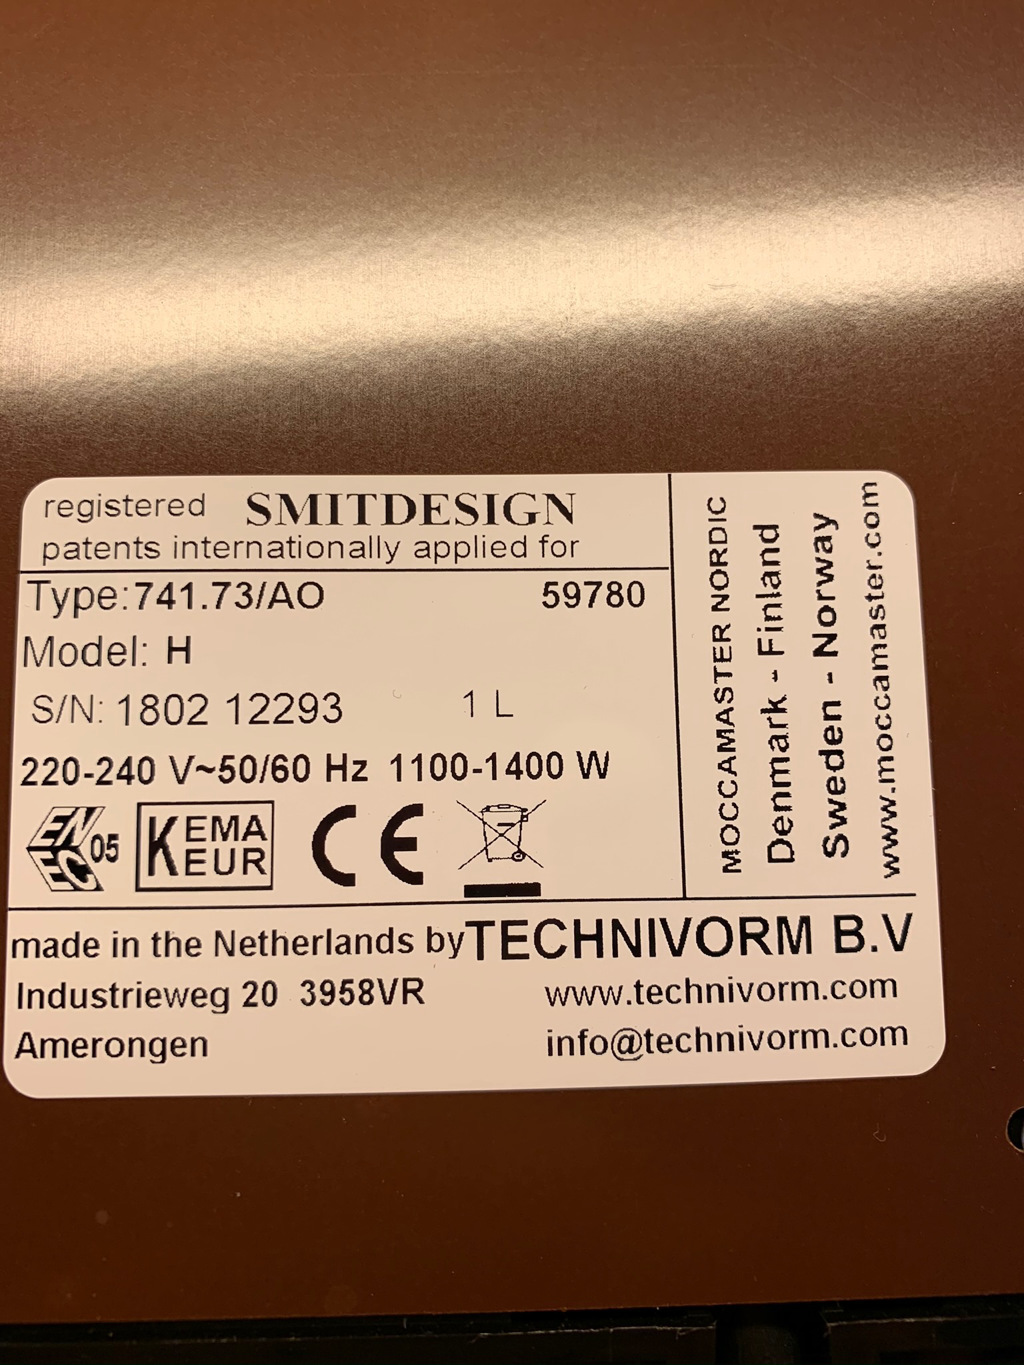 registered SMITDESIGN
patents internationally applied for
Type:741.73/AO 59780
Model: H
S/N: 1802 12293 1 L
220-240 V~50/60 Hz 1100-1400 W
ENEC 05 KEMA KEUR CE
MOCCAMASTER NORDIC
Denmark - Finland
Sweden - Norway
www.moccamaster.com
made in the Netherlands by TECHNIVORM B.V
Industrieweg 20 3958VR www.technivorm.com
Amerongen info@technivorm.com